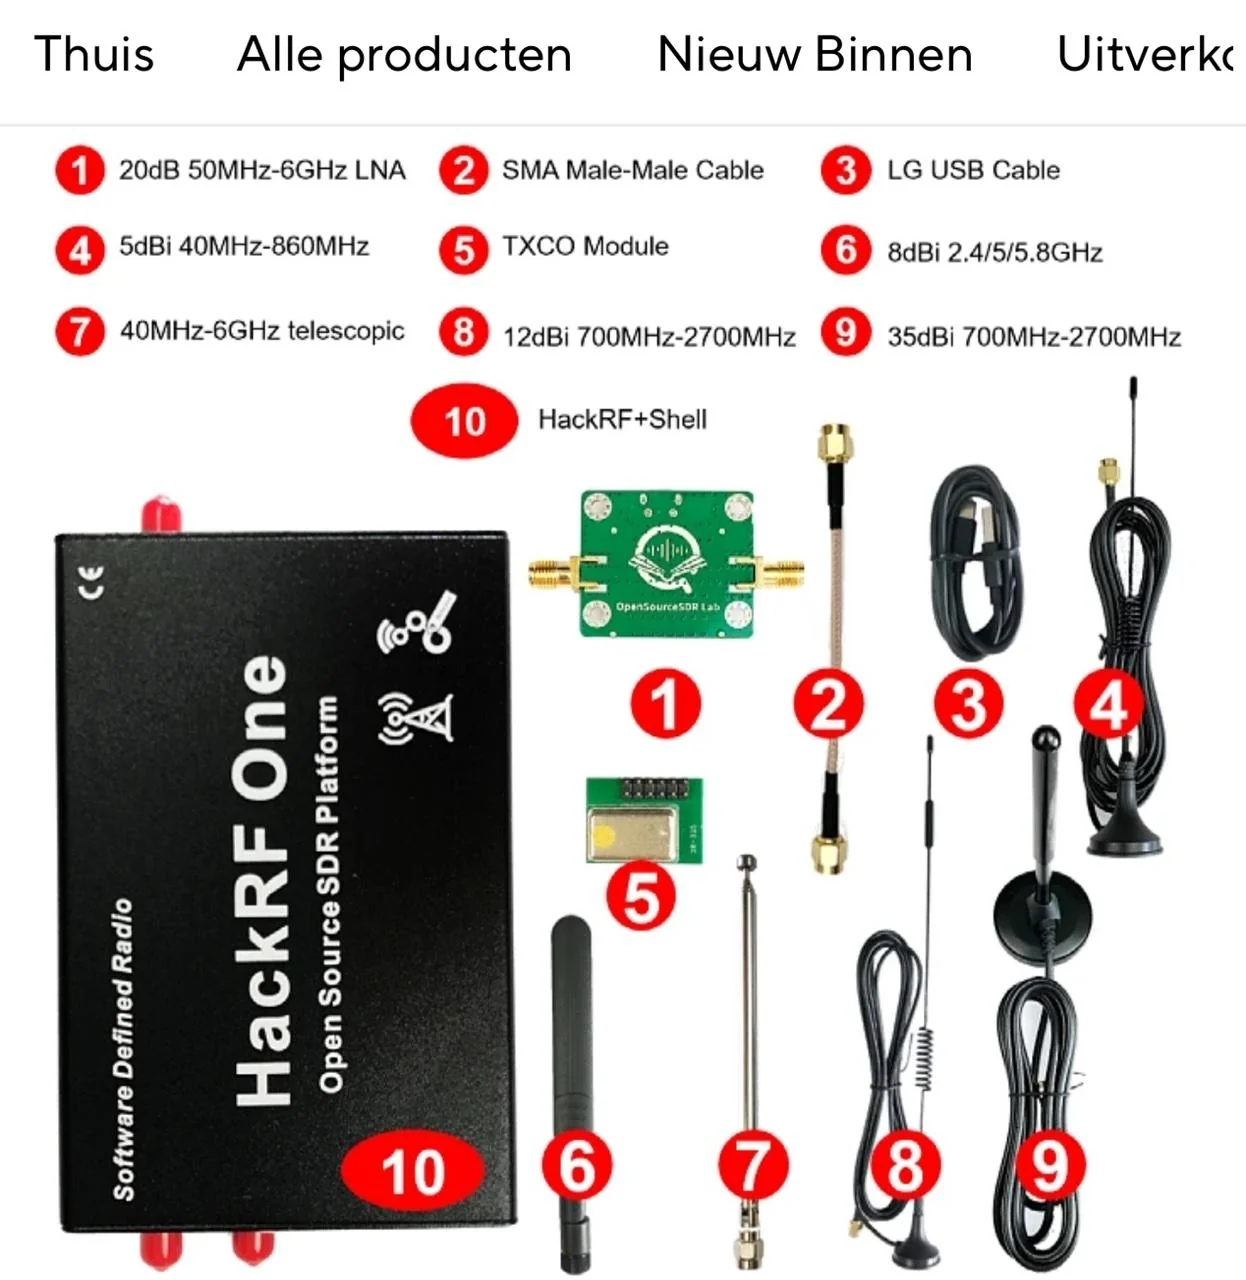 Thuis Alle producten Nieuw Binnen Uitverko
1 20dB 50MHz-6GHz LNA 2 SMA Male-Male Cable 3 LG USB Cable
4 5dBi 40MHz-860MHz 5 TXCO Module 6 8dBi 2.4/5/5.8GHz
7 40MHz-6GHz telescopic 8 12dBi 700MHz-2700MHz 9 35dBi 700MHz-2700MHz
10 HackRF+Shell
CE
Software Defined Radio
HackRF One
Open Source SDR Platform
OpenSourceSDR Lab
1
2
3
4
5
6
7
8
9
10